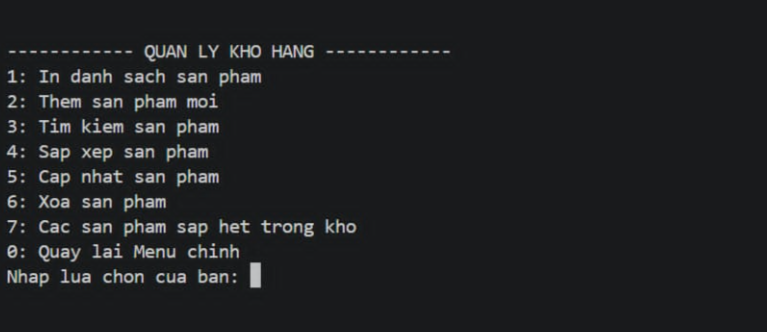 ------------ QUAN LY KHO HANG ------------
1: In danh sach san pham
2: Them san pham moi
3: Tim kiem san pham
4: Sap xep san pham
5: Cap nhat san pham
6: Xoa san pham
7: Cac san pham sap het trong kho
0: Quay lai Menu chinh
Nhap lua chon cua ban: